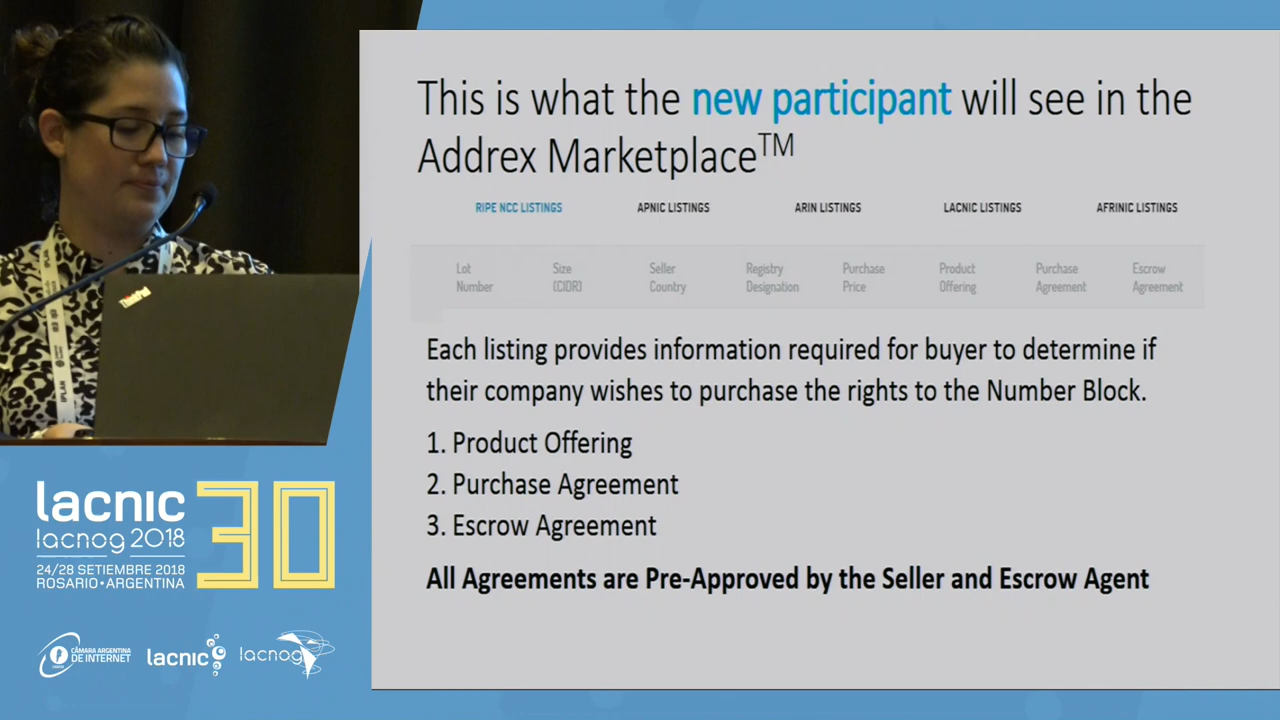 This is what the new participant will see in the
Addrex Marketplace™
RIPE NCC LISTINGS
APNIC LISTINGS
ARIN LISTINGS
LACNIC LISTINGS
AFRINIC LISTINGS
Lot Number
Size (CIDR)
Seller Country
Registry Designation
Purchase Price
Product Offering
Purchase Agreement
Escrow Agreement
Each listing provides information required for buyer to determine if
their company wishes to purchase the rights to the Number Block.
1. Product Offering
2. Purchase Agreement
3. Escrow Agreement
All Agreements are Pre-Approved by the Seller and Escrow Agent
ThinkPad
IPLAN
lacnic 30
lacnog 2018
24/28 SETIEMBRE 2018
ROSARIO•ARGENTINA
CÁMARA ARGENTINA
DE INTERNET
lacnic
lacnog